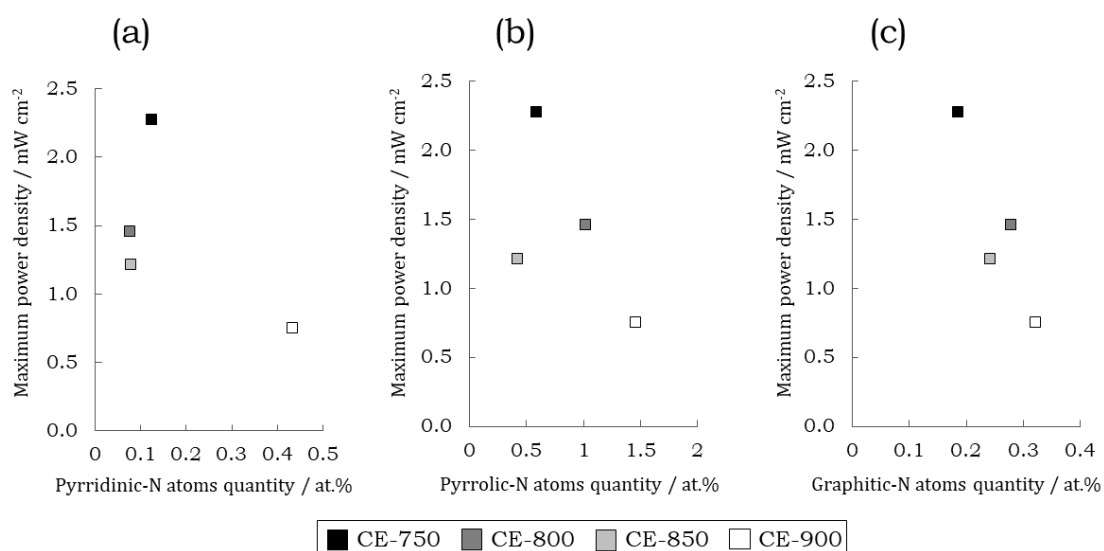 (a)
Maximum power density / mW cm⁻²
2.5
2.0
1.5
1.0
0.5
0.0
0 0.1 0.2 0.3 0.4 0.5
Pyrridinic-N atoms quantity / at.%
(b)
Maximum power density / mW cm⁻²
2.5
2.0
1.5
1.0
0.5
0.0
0 0.5 1 1.5 2
Pyrrolic-N atoms quantity / at.%
(c)
Maximum power density / mW cm⁻²
2.5
2.0
1.5
1.0
0.5
0.0
0 0.1 0.2 0.3 0.4
Graphitic-N atoms quantity / at.%
CE-750 CE-800 CE-850 CE-900